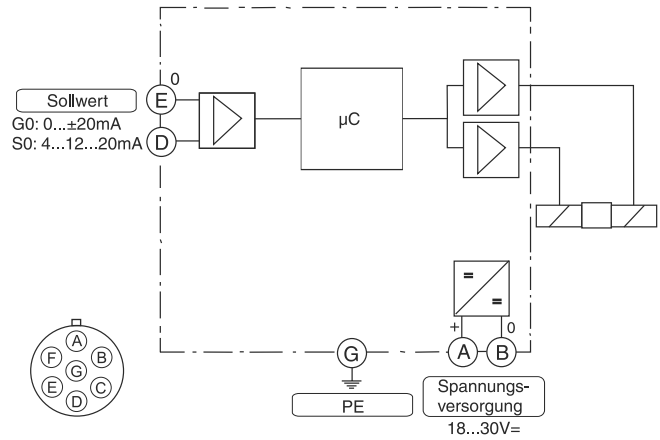 0
Sollwert
E
G0: 0...±20mA
S0: 4...12...20mA
D
µC
=
=
+
0
G
A
B
PE
Spannungs-
versorgung
18...30V=
A
F
B
G
E
C
D